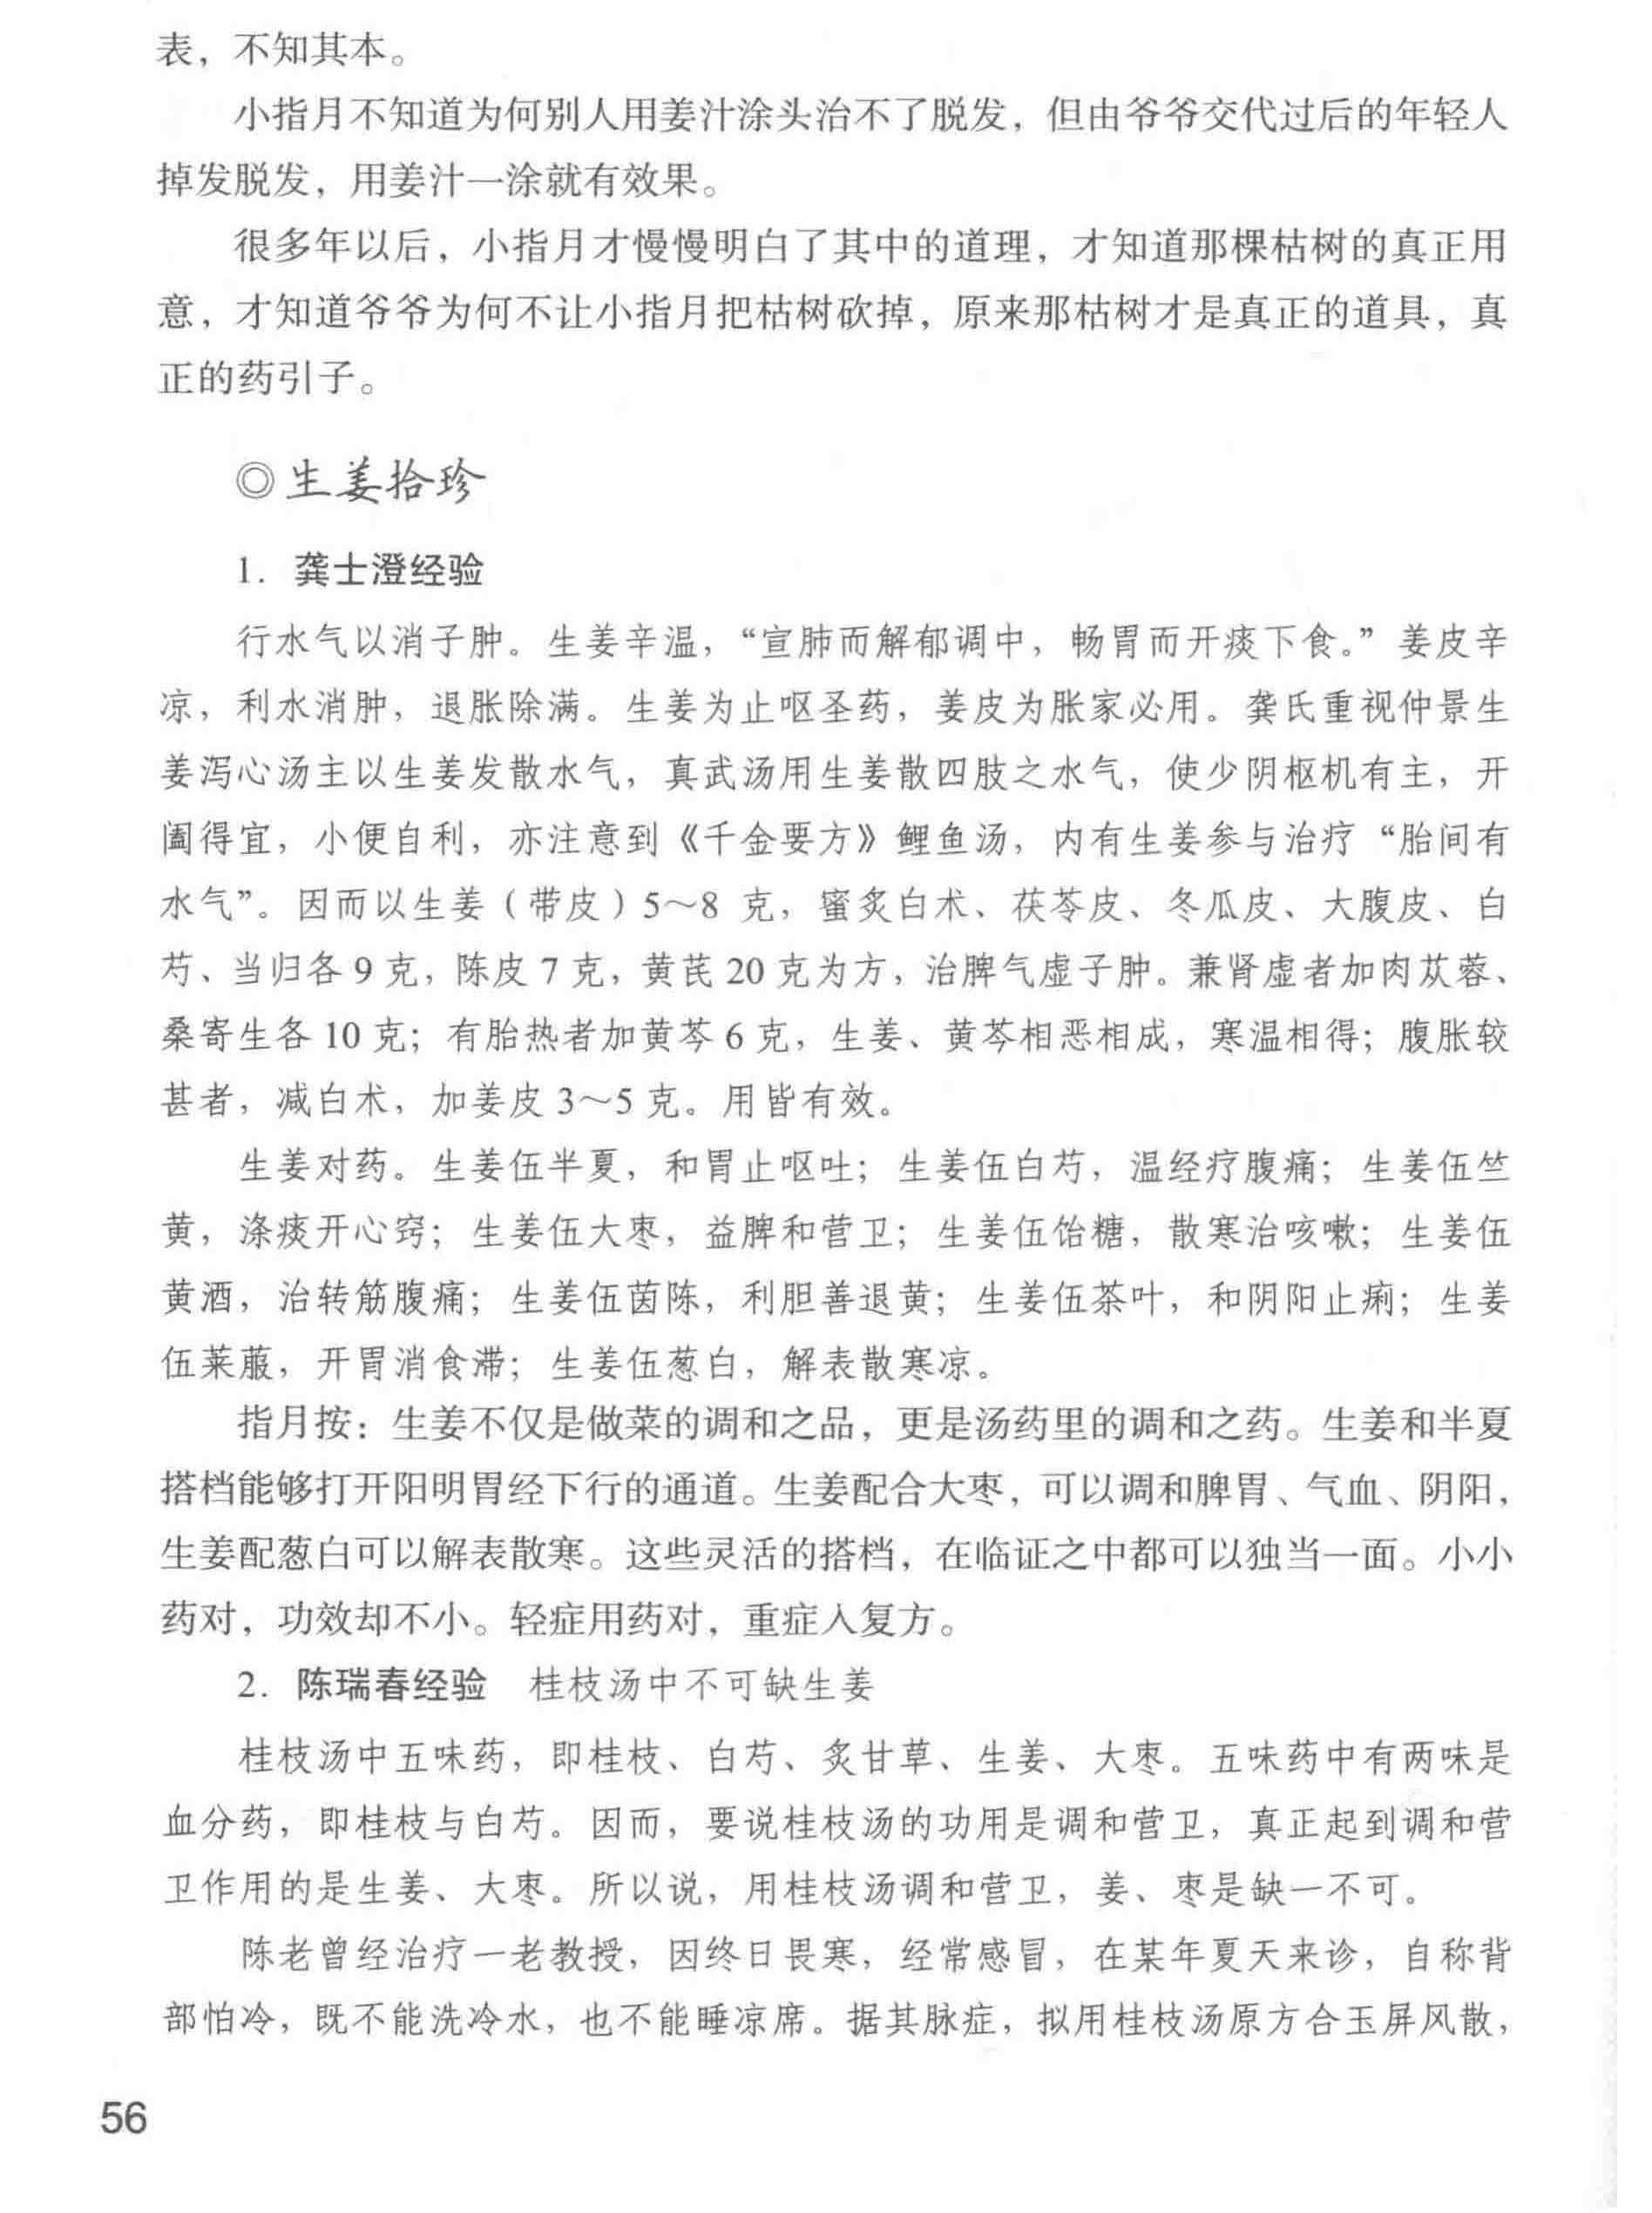 表，不知其本。
小指月不知道为何别人用姜汁涂头治不了脱发，但由爷爷交代过后的年轻人
掉发脱发，用姜汁一涂就有效果。
很多年以后，小指月才慢慢明白了其中的道理，才知道那棵枯树的真正用
意，才知道爷爷为何不让小指月把枯树砍掉，原来那枯树才是真正的道具，真
正的药引子。
◎生姜拾珍
1. 龚士澄经验
行水气以消子肿。生姜辛温，“宣肺而解郁调中，畅胃而开痰下食。”姜皮辛
凉，利水消肿，退胀除满。生姜为止呕圣药，姜皮为胀家必用。龚氏重视仲景生
姜泻心汤主以生姜发散水气，真武汤用生姜散四肢之水气，使少阴枢机有主，开
阖得宜，小便自利，亦注意到《千金要方》鲤鱼汤，内有生姜参与治疗“胎间有
水气”。因而以生姜（带皮）5～8 克，蜜炙白术、茯苓皮、冬瓜皮、大腹皮、白
芍、当归各 9 克，陈皮 7 克，黄芪 20 克为方，治脾气虚子肿。兼肾虚者加肉苁蓉、
桑寄生各 10 克；有胎热者加黄芩 6 克，生姜、黄芩相恶相成，寒温相得；腹胀较
甚者，减白术，加姜皮 3～5 克。用皆有效。
生姜对药。生姜伍半夏，和胃止呕吐；生姜伍白芍，温经疗腹痛；生姜伍竺
黄，涤痰开心窍；生姜伍大枣，益脾和营卫；生姜伍饴糖，散寒治咳嗽；生姜伍
黄酒，治转筋腹痛；生姜伍茵陈，利胆善退黄；生姜伍茶叶，和阴阳止痢；生姜
伍莱菔，开胃消食滞；生姜伍葱白，解表散寒凉。
指月按：生姜不仅是做菜的调和之品，更是汤药里的调和之药。生姜和半夏
搭档能够打开阳明胃经下行的通道。生姜配合大枣，可以调和脾胃、气血、阴阳，
生姜配葱白可以解表散寒。这些灵活的搭档，在临证之中都可以独当一面。小小
药对，功效却不小。轻症用药对，重症入复方。
2. 陈瑞春经验　桂枝汤中不可缺生姜
桂枝汤中五味药，即桂枝、白芍、炙甘草、生姜、大枣。五味药中有两味是
血分药，即桂枝与白芍。因而，要说桂枝汤的功用是调和营卫，真正起到调和营
卫作用的是生姜、大枣。所以说，用桂枝汤调和营卫，姜、枣是缺一不可。
陈老曾经治疗一老教授，因终日畏寒，经常感冒，在某年夏天来诊，自称背
部怕冷，既不能洗冷水，也不能睡凉席。据其脉症，拟用桂枝汤原方合玉屏风散，
56